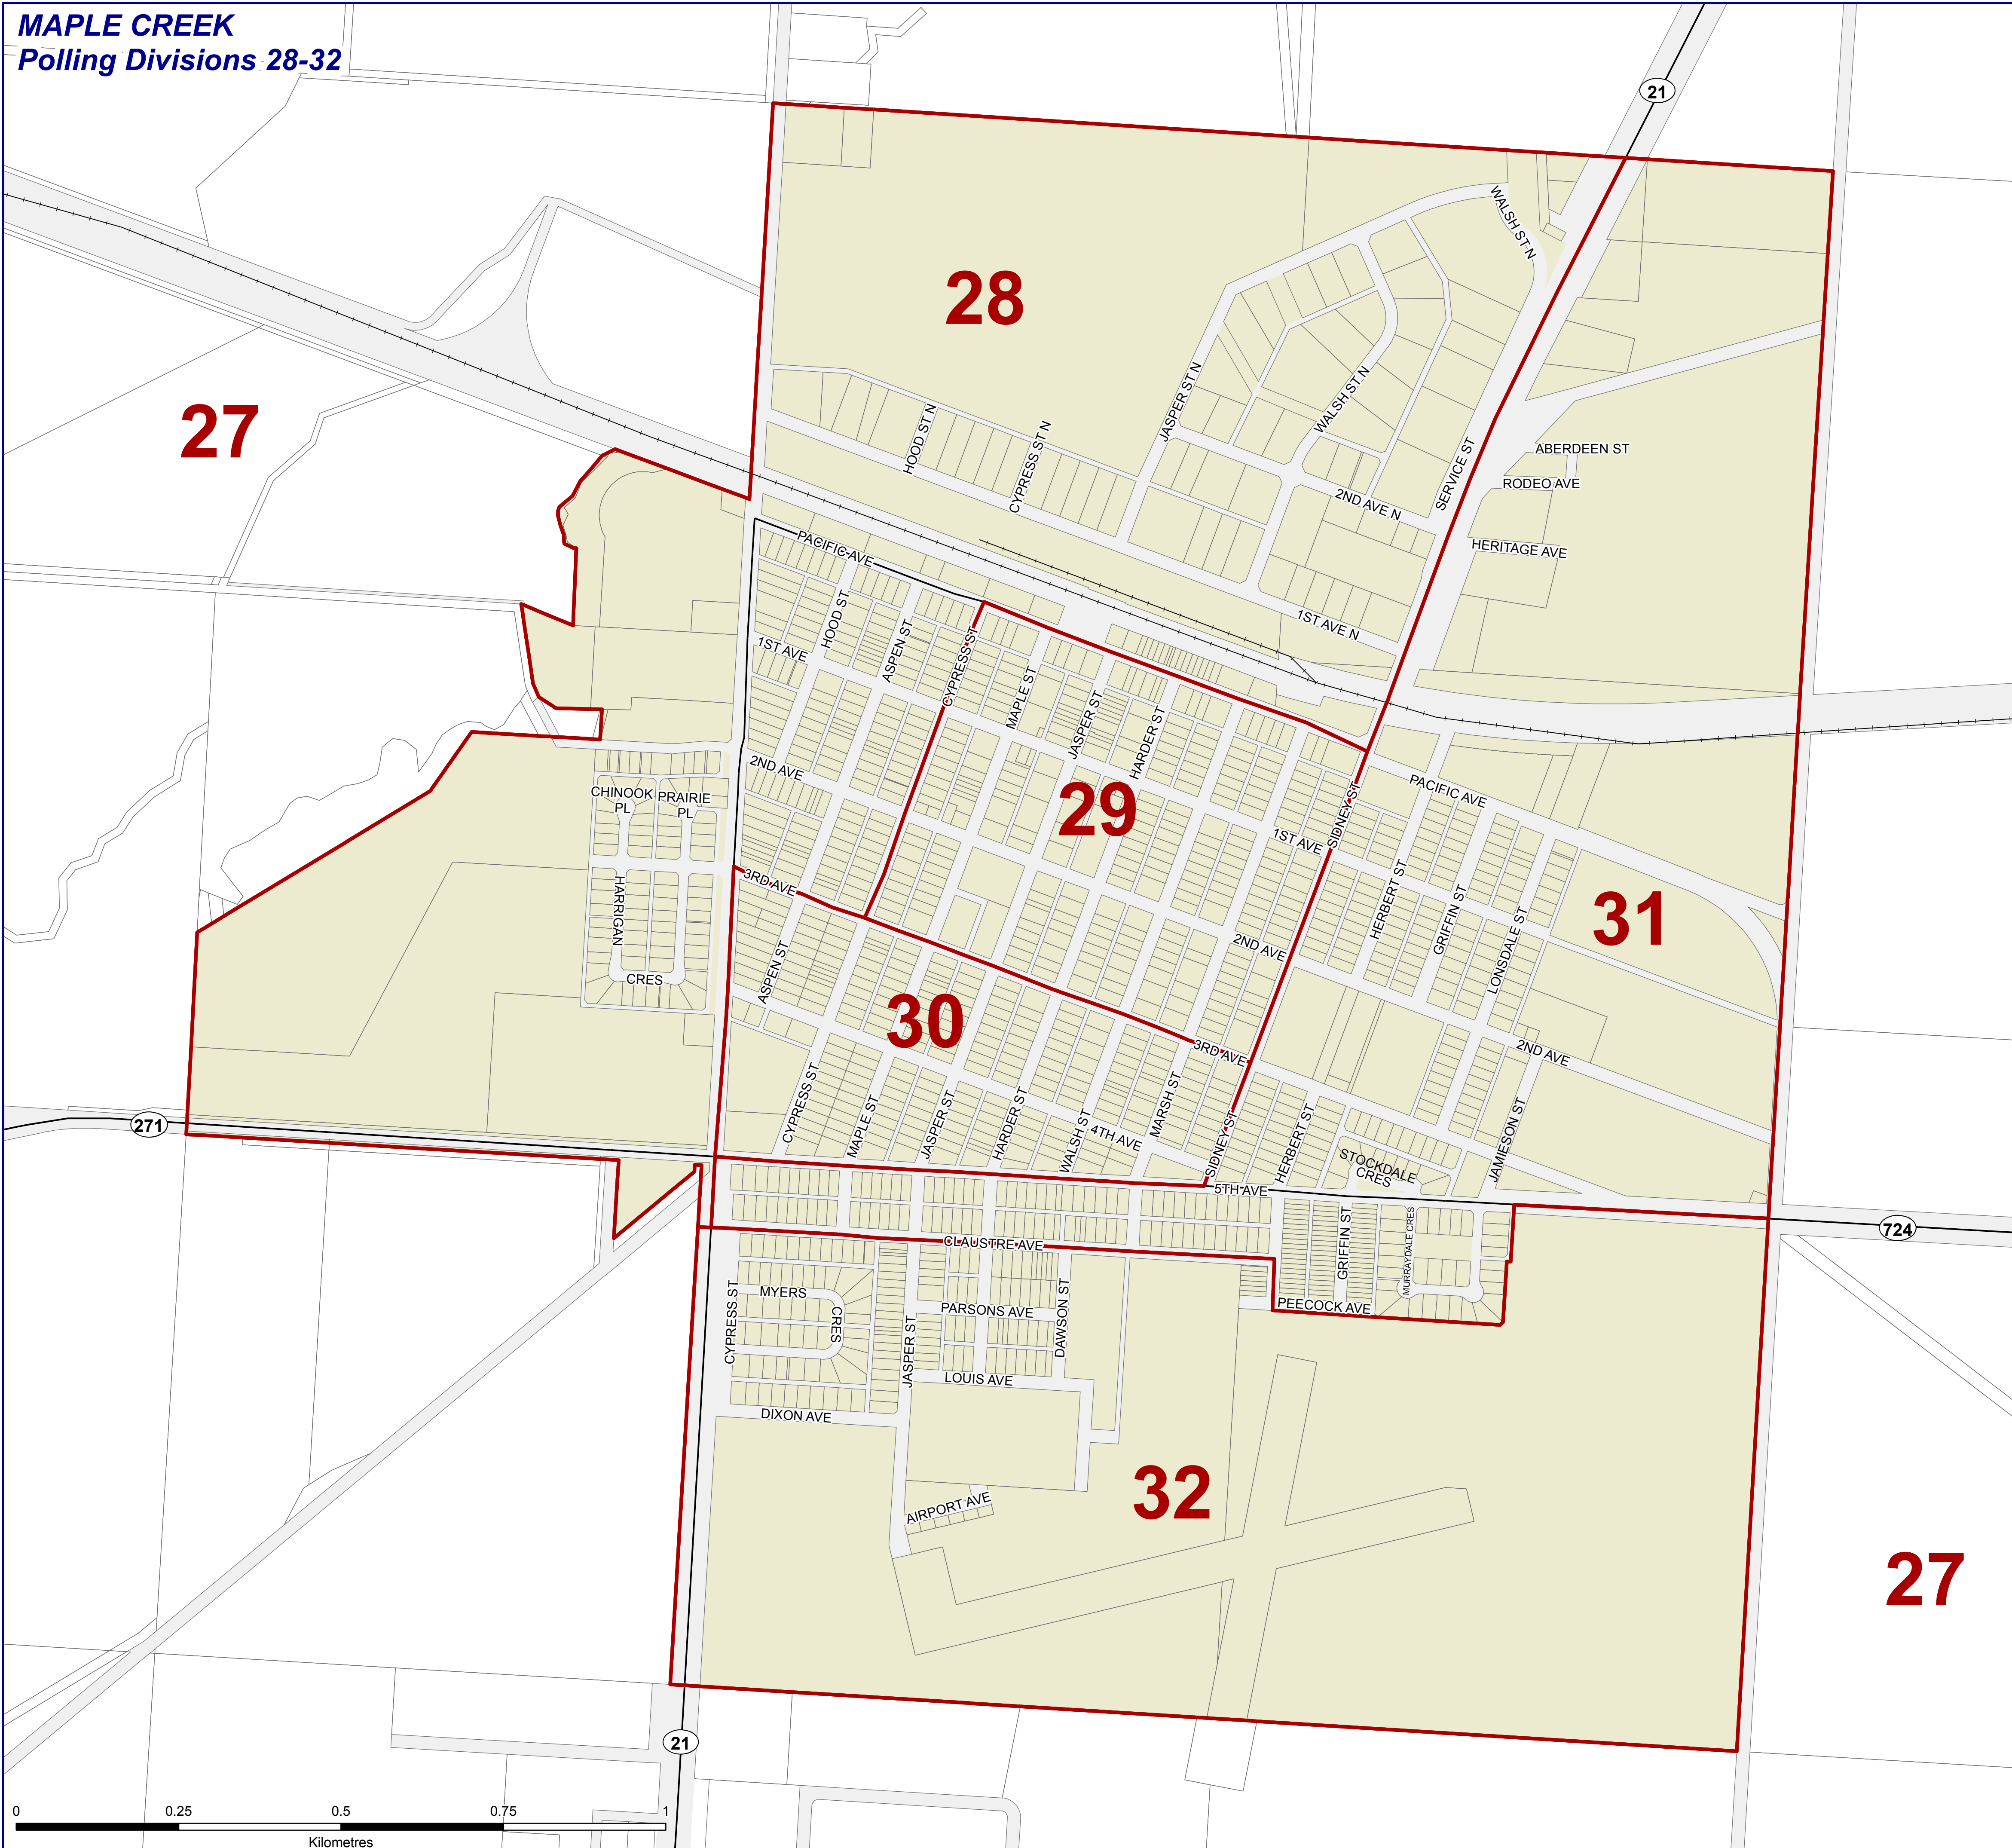 MAPLE CREEK
Polling Divisions 28-32
21
WALSH ST N
28
27
HOOD ST N
CYPRESS ST N
JASPER ST N
WALSH ST N
SERVICE ST
ABERDEEN ST
RODEO AVE
2ND AVE N
HERITAGE AVE
PACIFIC AVE
1ST AVE N
HOOD ST
1ST AVE
ASPEN ST
CYPRESS ST
MAPLE ST
JASPER ST
HARDER ST
2ND AVE
PACIFIC AVE
CHINOOK
PL
PRAIRIE
PL
29
1ST AVE
SIDNEY ST
3RD AVE
HARRIGAN
CRES
HERBERT ST
GRIFFIN ST
LONSDALE ST
31
2ND AVE
ASPEN ST
30
3RD AVE
2ND AVE
271
CYPRESS ST
MAPLE ST
JASPER ST
HARDER ST
WALSH ST
4TH AVE
MARSH ST
SIDNEY ST
HERBERT ST
STOCKDALE
CRES
JAMIESON ST
5TH AVE
724
CLAUSTRE AVE
GRIFFIN ST
MURRAYDALE CRES
PEECOCK AVE
CYPRESS ST
MYERS
CRES
JASPER ST
PARSONS AVE
DAWSON ST
LOUIS AVE
DIXON AVE
AIRPORT AVE
32
27
21
0 0.25 0.5 0.75 1
Kilometres